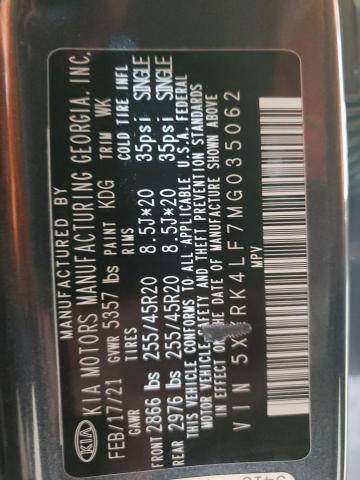 MANUFACTURED BY
KIA KIA MOTORS MANUFACTURING GEORGIA, INC.
FEB/17/21 GVWR 5357 lbs PAINT KDG TRIM WK
GAWR TIRES RIMS COLD TIRE INFL
FRONT 2866 lbs 255/45R20 8.5J*20 35psi SINGLE
REAR 2976 lbs 255/45R20 8.5J*20 35psi SINGLE
THIS VEHICLE CONFORMS TO ALL APPLICABLE U.S.A. FEDERAL
MOTOR VEHICLE SAFETY AND THEFT PREVENTION STANDARDS
IN EFFECT ON THE DATE OF MANUFACTURE SHOWN ABOVE
VIN RK4LF7MG035062
MPV